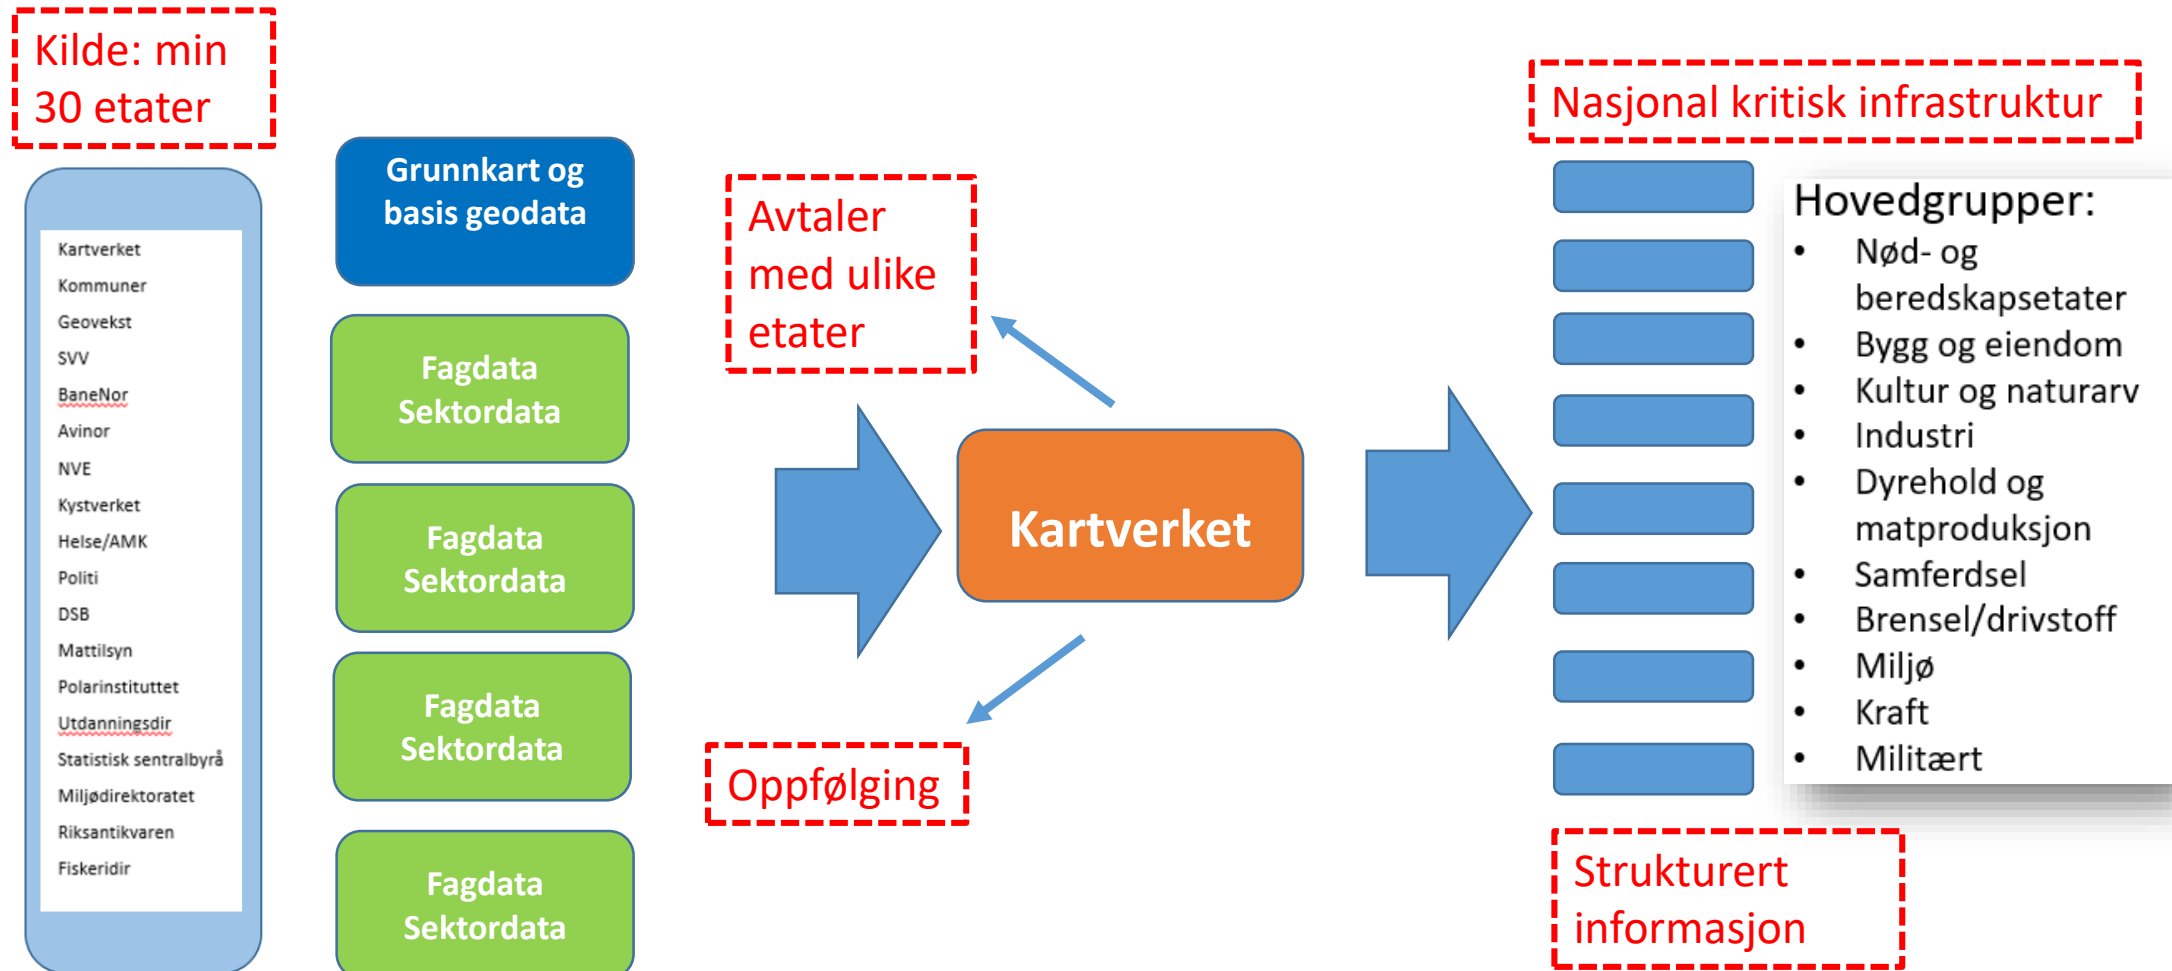 Kilde: min
30 etater
Kartverket
Kommuner
Geovekst
SVV
BaneNor
Avinor
NVE
Kystverket
Helse/AMK
Politi
DSB
Mattilsyn
Polarinstituttet
Utdanningsdir
Statistisk sentralbyrå
Miljødirektoratet
Riksantikvaren
Fiskeridir
Grunnkart og
basis geodata
Fagdata
Sektordata
Fagdata
Sektordata
Fagdata
Sektordata
Fagdata
Sektordata
Avtaler
med ulike
etater
Kartverket
Oppfølging
Nasjonal kritisk infrastruktur
Hovedgrupper:
• Nød- og
beredskapsetater
• Bygg og eiendom
• Kultur og naturarv
• Industri
• Dyrehold og
matproduksjon
• Samferdsel
• Brensel/drivstoff
• Miljø
• Kraft
• Militært
Strukturert
informasjon